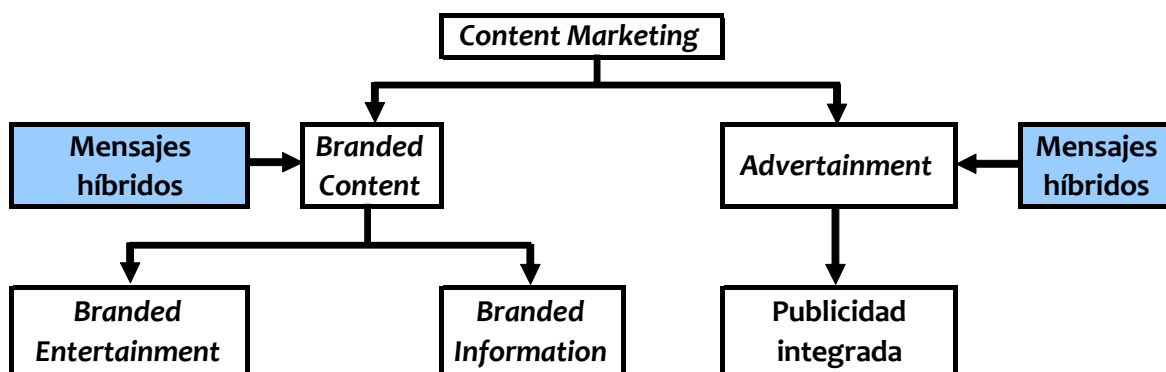 Content Marketing
Mensajes
híbridos
Branded
Content
Advertainment
Mensajes
híbridos
Branded
Entertainment
Branded
Information
Publicidad
integrada